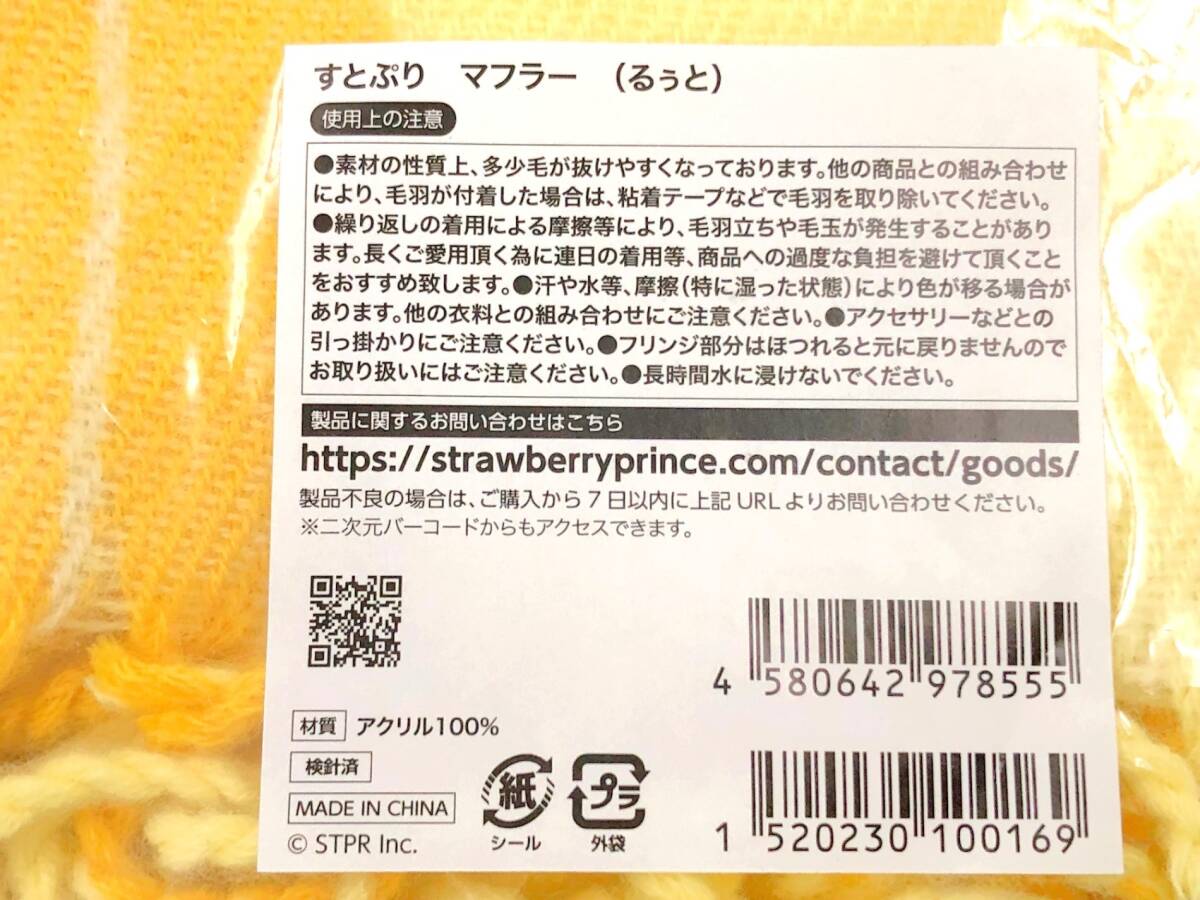 すとぷり　マフラー　（るぅと）
使用上の注意
●素材の性質上、多少毛が抜けやすくなっております。他の商品との組み合わせ
により、毛羽が付着した場合は、粘着テープなどで毛羽を取り除いてください。
●繰り返しの着用による摩擦等により、毛羽立ちや毛玉が発生することがあり
ます。長くご愛用頂く為に連日の着用等、商品への過度な負担を避けて頂くこと
をおすすめ致します。●汗や水等、摩擦（特に湿った状態）により色が移る場合が
あります。他の衣料との組み合わせにご注意ください。●アクセサリーなどとの
引っ掛かりにご注意ください。●フリンジ部分はほつれると元に戻りませんので
お取り扱いにはご注意ください。●長時間水に浸けないでください。
製品に関するお問い合わせはこちら
https://strawberryprince.com/contact/goods/
製品不良の場合は、ご購入から7日以内に上記URLよりお問い合わせください。
※二次元バーコードからもアクセスできます。
4 580642 978555
材質 アクリル100%
検針済
MADE IN CHINA
© STPR Inc.
紙
シール
プラ
外袋
1 520230 100169